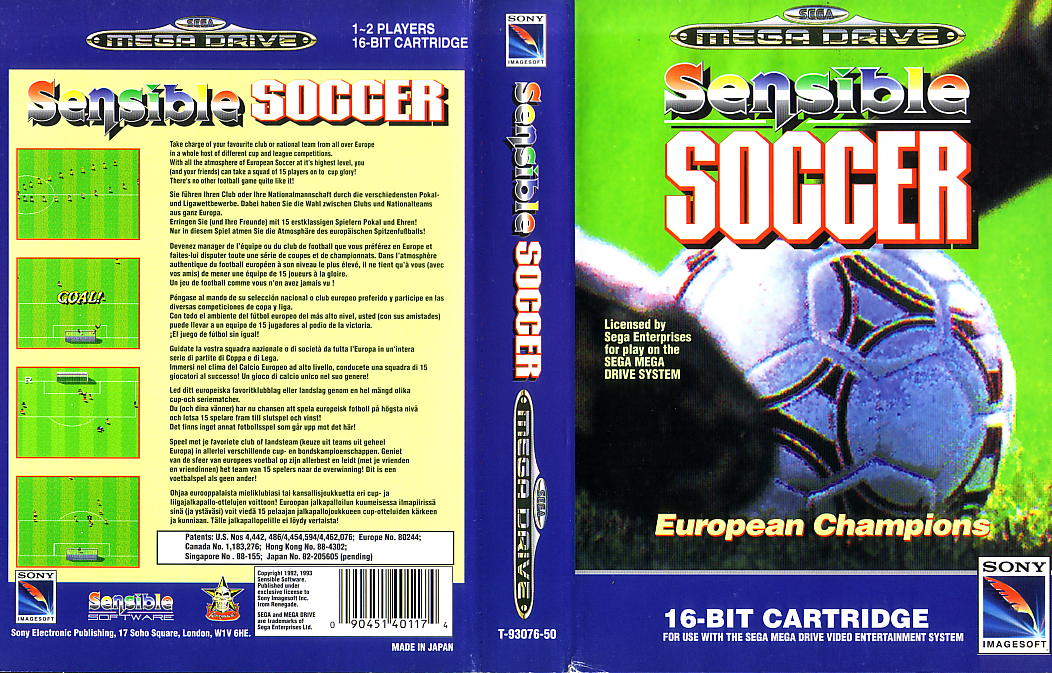 SEGA
MEGA DRIVE
1~2 PLAYERS
16-BIT CARTRIDGE
Sensible SOCCER
Take charge of your favourite club or national team from all over Europe
in a whole host of different cup and league competitions.
With all the atmosphere of European Soccer at it's highest level, you
(and your friends) can take a squad of 15 players on to cup glory!
There's no other football game quite like it!
Sie führen Ihren Club oder Ihre Nationalmannschaft durch die verschiedensten Pokal-
und Ligawettbewerbe. Dabei haben Sie die Wahl zwischen Clubs und Nationalteams
aus ganz Europa.
Erringen Sie (und Ihre Freunde) mit 15 erstklassigen Spielern Pokal und Ehren!
Nur in diesem Spiel atmen Sie die Atmosphäre des europäischen Spitzenfußballs!
Devenez manager de l'équipe ou du club de football que vous préférez en Europe et
faites-lui disputer toute une série de coupes et de championnats. Dans l'atmosphère
authentique du football européen à son niveau le plus élevé, il ne tient qu'à vous (avec
vos amis) de mener une équipe de 15 joueurs à la gloire.
Un jeu de football comme vous n'en avez jamais vu !
GOAL!
Póngase al mando de su selección nacional o club europeo preferido y participe en las
diversas competiciones de copa y liga.
Con todo el ambiente del fútbol europeo del más alto nivel, usted (con sus amistades)
puede llevar a un equipo de 15 jugadores al podio de la victoria.
¡El juego de fútbol sin igual!
Guidate la vostra squadra nazionale o di società da tutta l'Europa in un'intera
serie di partite di Coppa e di Lega.
Immersi nel clima del Calcio Europeo ad alto livello, conducete una squadra di 15
giocatori al successo! Un gioco di calcio unico nel suo genere!
Led ditt europeiska favoritklubblag eller landslag genom en hel mängd olika
cup-och seriematcher.
Du (och dina vänner) har nu chansen att spela europeisk fotboll på högsta nivå
och lotsa 15 spelare fram till slutspel och vinst!
Det finns inget annat fotbollsspel som går upp mot det här!
Speel met je favoriete club of landsteam (keuze uit teams uit geheel
Europa) in allerlei verschillende cup- en bondskampioenschappen. Geniet
van de sfeer van europees voetbal op zijn allerbest en leidt (met je vrienden
en vriendinnen) het team van 15 spelers naar de overwinning! Dit is een
voetbalspel als geen ander!
Ohjaa eurooppalaista mieliklubiasi tai kansallisjoukkuetta eri cup- ja
liigajalkapallo-ottelujen voittoon! Euroopan jalkapalloilun kuumeisessa ilmapiirissä
sinä (ja ystäväsi) voit viedä 15 pelaajan jalkapallojoukkueen cup-otteluiden kärkeen
ja kunniaan. Tälle jalkapallopelille ei löydy vertaista!
Patents: U.S. Nos 4,442, 486/4,454,594/4,462,076; Europe No. 80244;
Canada No. 1,183,276; Hong Kong No. 88-4302;
Singapore No . 88-155; Japan No. 82-205605 (pending)
SONY
IMAGESOFT
Sensible
SOFTWARE
Copyright 1992, 1993
Sensible Software.
Published under
exclusive license to
Sony Imagesoft Inc.
from Renegade.
SEGA and MEGA DRIVE
are trademarks of
Sega Enterprises Ltd.
0 90451 40117 4
Sony Electronic Publishing, 17 Soho Square, London, W1V 6HE.
MADE IN JAPAN
SONY
IMAGESOFT
Sensible SOCCER
SEGA
MEGA DRIVE
T-93076-50
SEGA
MEGA DRIVE
Sensible
SOCCER
Licensed by
Sega Enterprises
for play on the
SEGA MEGA
DRIVE SYSTEM
European Champions
16-BIT CARTRIDGE
FOR USE WITH THE SEGA MEGA DRIVE VIDEO ENTERTAINMENT SYSTEM
SONY
IMAGESOFT